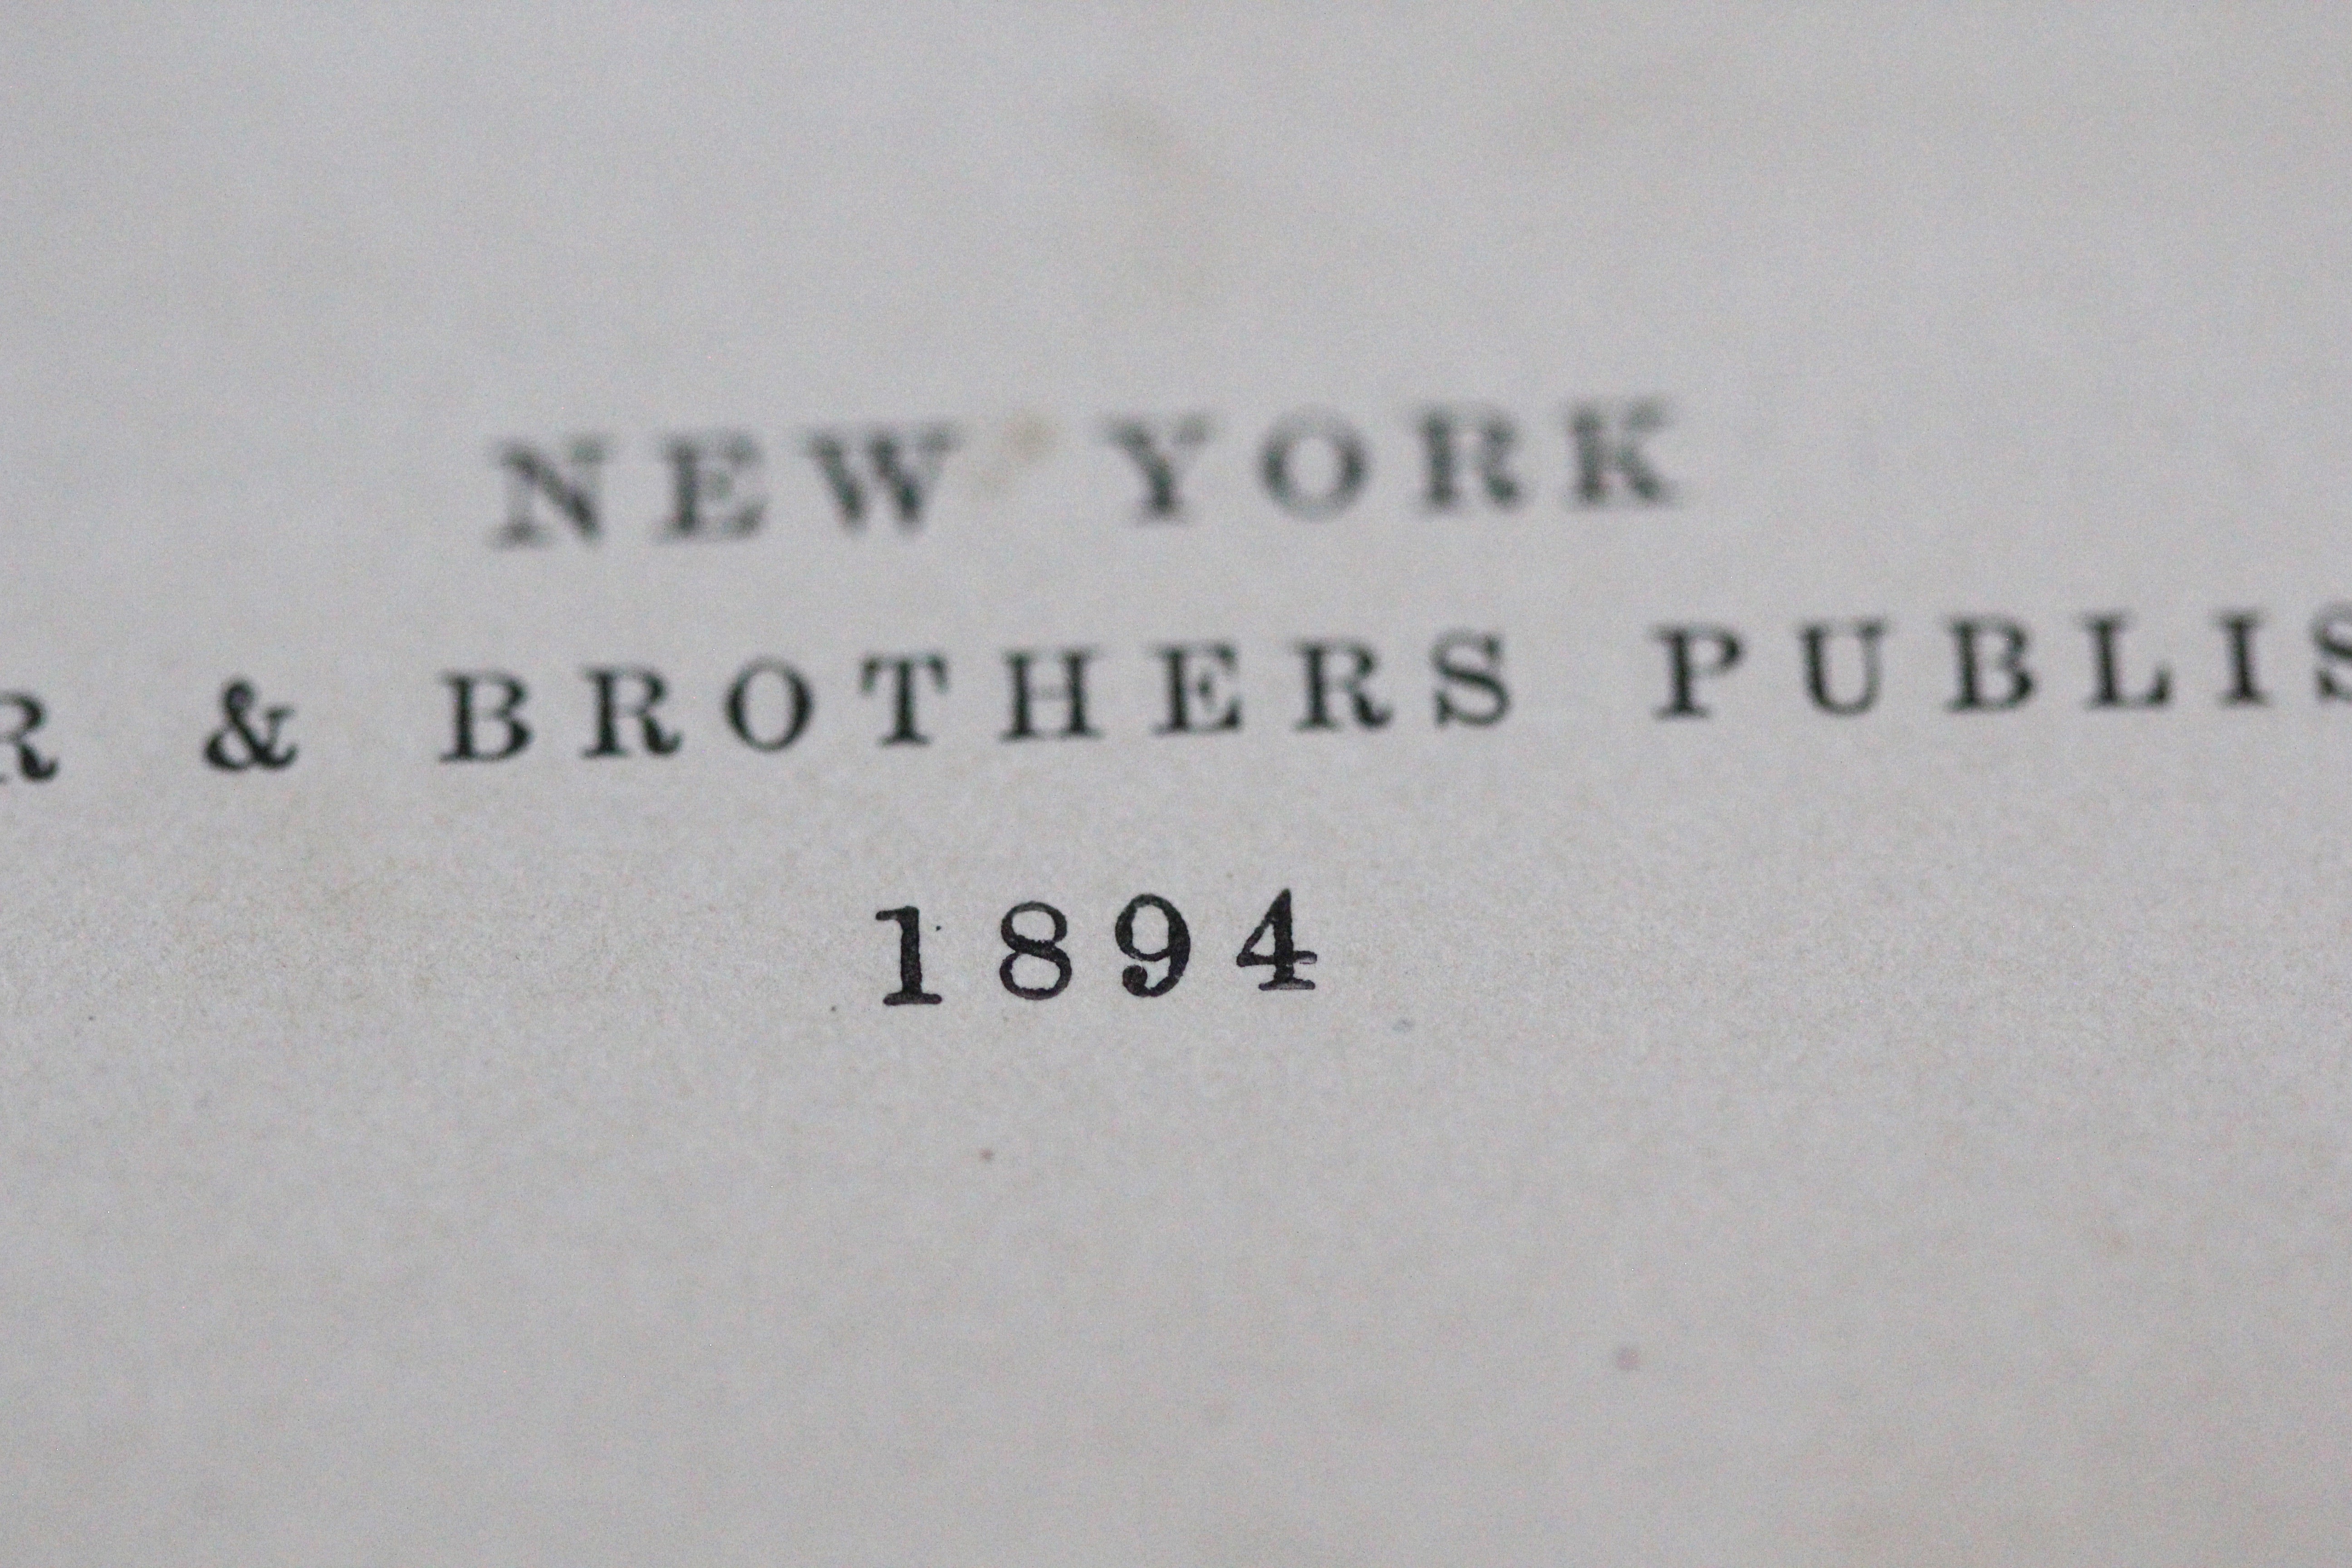 NEW YORK
R & BROTHERS PUBLIS
1894